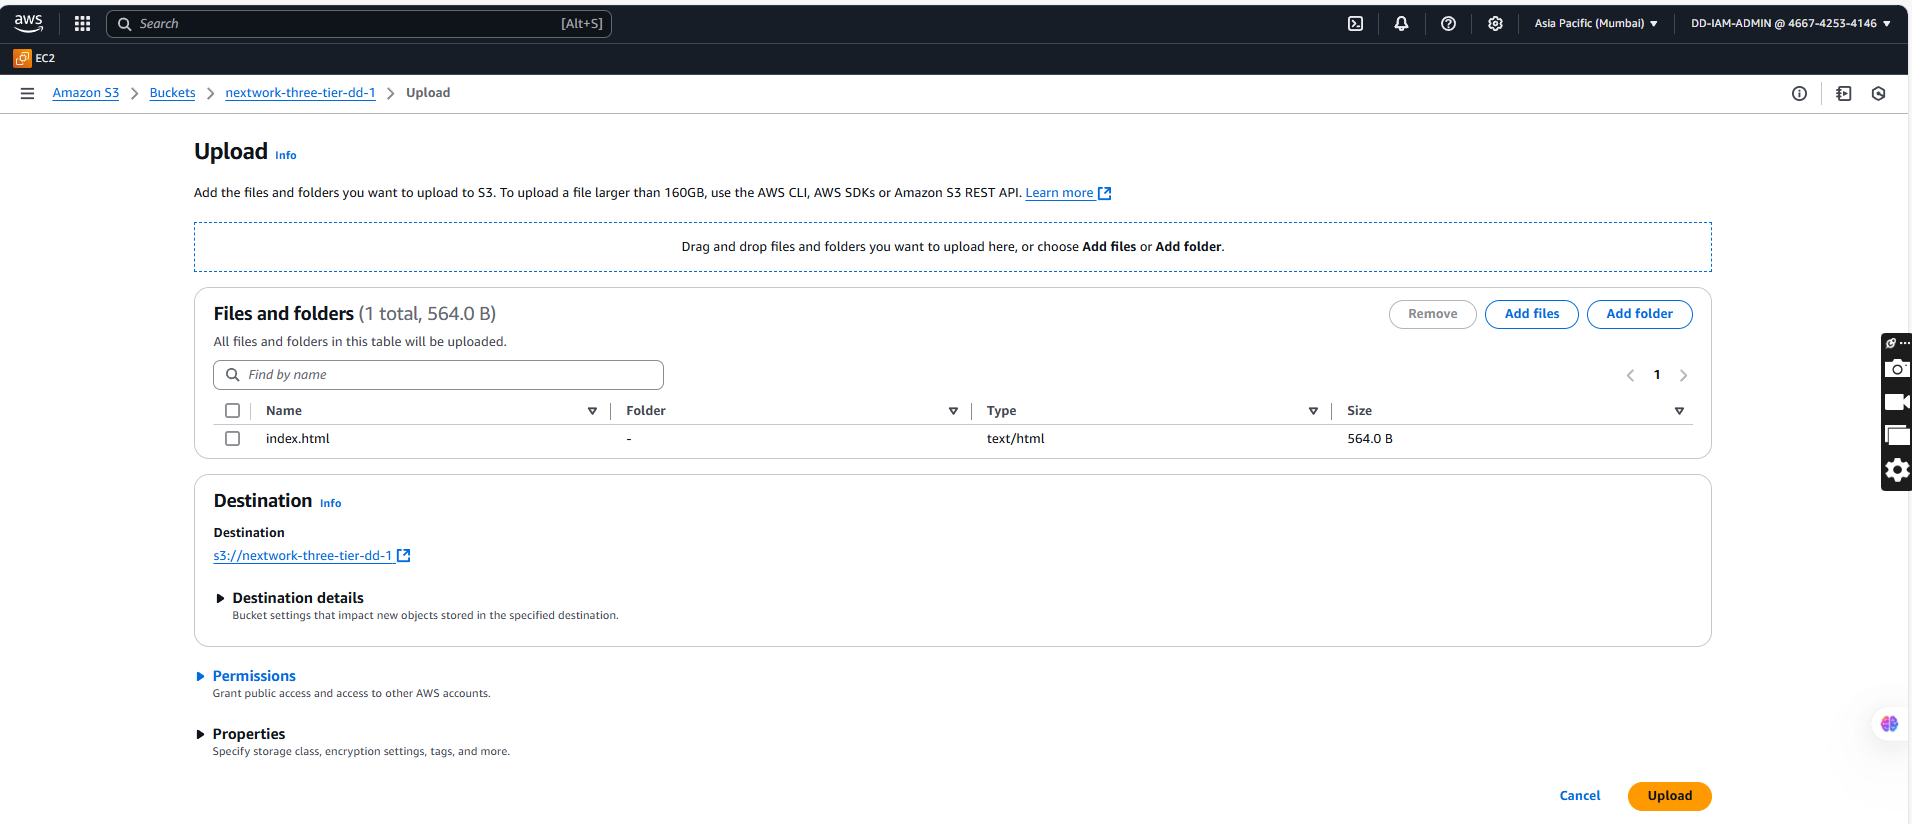 aws Search [Alt+S] Asia Pacific (Mumbai) DD-IAM-ADMIN @ 4667-4253-4146
EC2
Amazon S3 Buckets nextwork-three-tier-dd-1 Upload
Upload Info
Add the files and folders you want to upload to S3. To upload a file larger than 160GB, use the AWS CLI, AWS SDKs or Amazon S3 REST API. Learn more
Drag and drop files and folders you want to upload here, or choose Add files or Add folder.
Files and folders (1 total, 564.0 B) Remove Add files Add folder
All files and folders in this table will be uploaded.
Find by name 1
Name Folder Type Size
index.html - text/html 564.0 B
Destination Info
Destination
s3://nextwork-three-tier-dd-1
Destination details
Bucket settings that impact new objects stored in the specified destination.
Permissions
Grant public access and access to other AWS accounts.
Properties
Specify storage class, encryption settings, tags, and more.
Cancel Upload